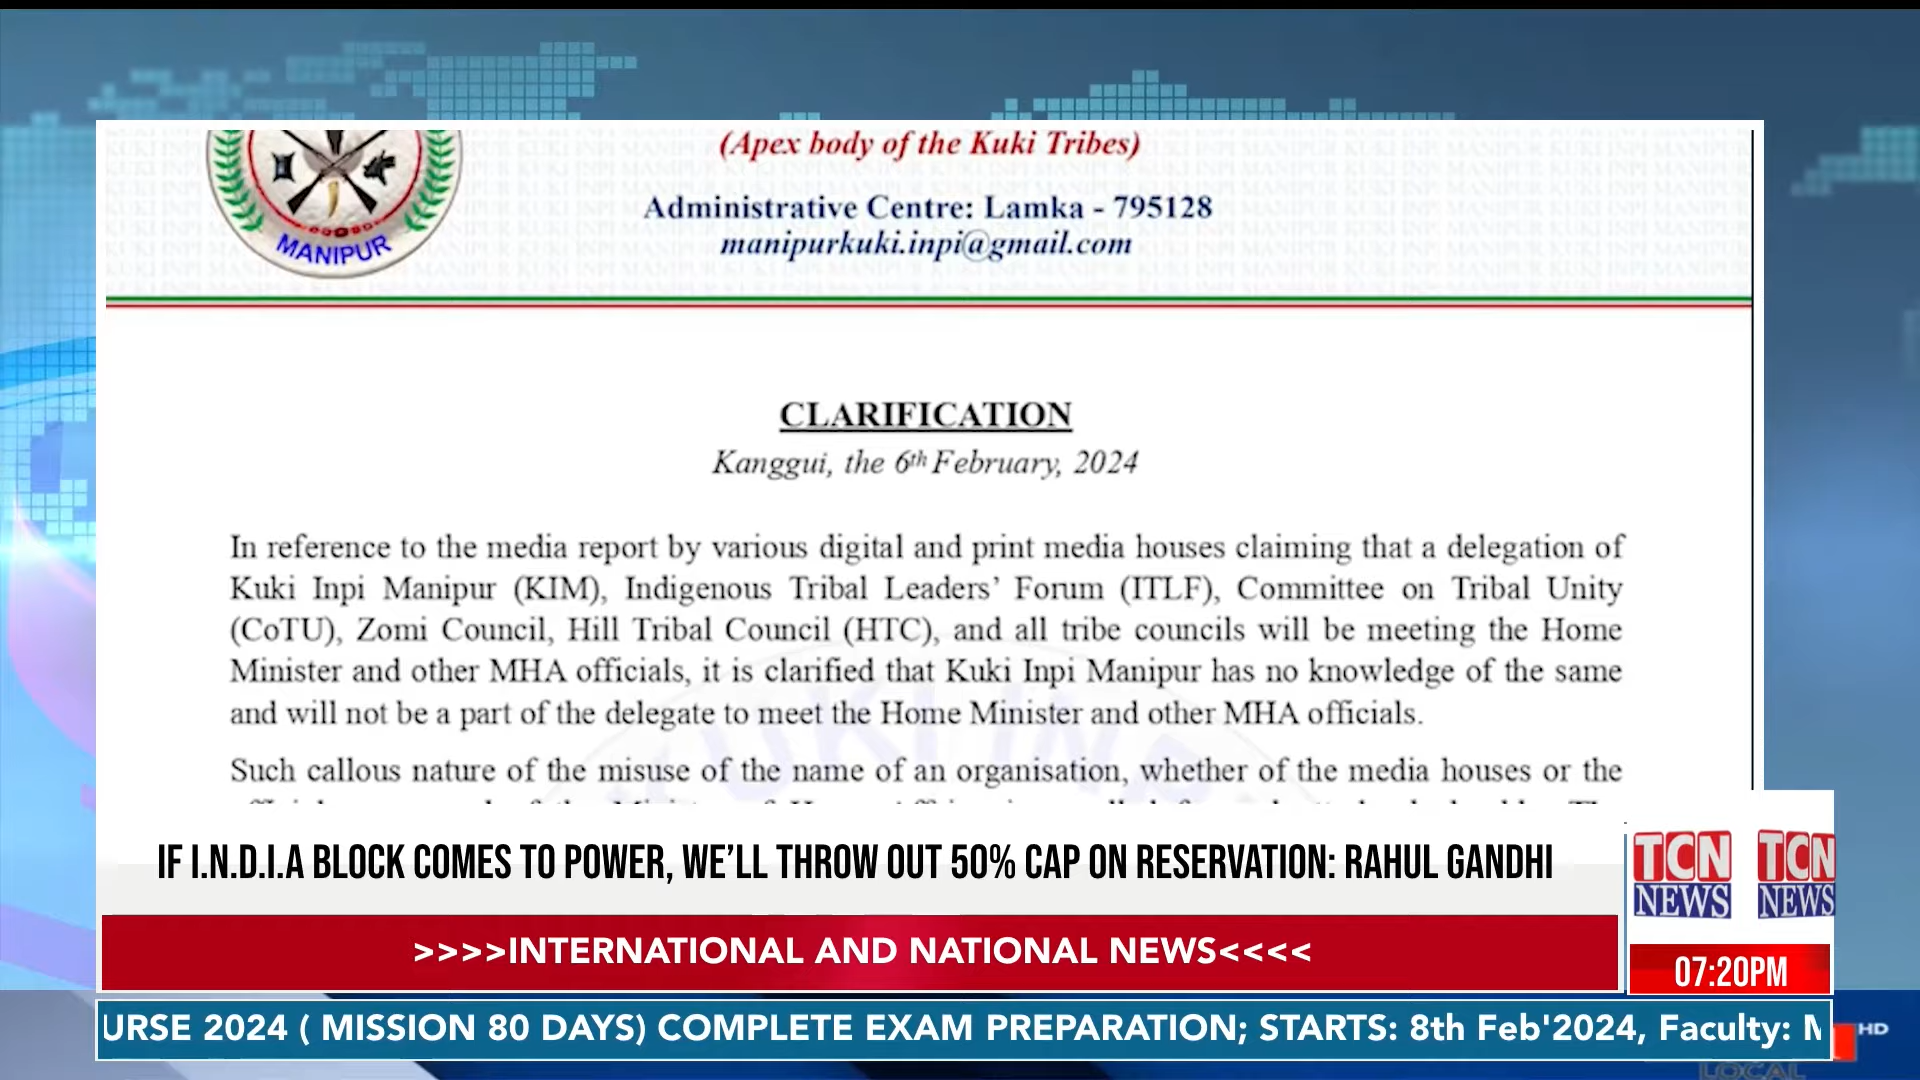 (Apex body of the Kuki Tribes)
Administrative Centre: Lamka - 795128
manipurkuki.inpi@gmail.com
MANIPUR
CLARIFICATION
Kanggui, the 6th February, 2024
In reference to the media report by various digital and print media houses claiming that a delegation of
Kuki Inpi Manipur (KIM), Indigenous Tribal Leaders’ Forum (ITLF), Committee on Tribal Unity
(CoTU), Zomi Council, Hill Tribal Council (HTC), and all tribe councils will be meeting the Home
Minister and other MHA officials, it is clarified that Kuki Inpi Manipur has no knowledge of the same
and will not be a part of the delegate to meet the Home Minister and other MHA officials.
Such callous nature of the misuse of the name of an organisation, whether of the media houses or the
IF I.N.D.I.A BLOCK COMES TO POWER, WE’LL THROW OUT 50% CAP ON RESERVATION: RAHUL GANDHI
TCN NEWS
TCN NEWS
>>>>INTERNATIONAL AND NATIONAL NEWS<<<<
07:20PM
URSE 2024 ( MISSION 80 DAYS) COMPLETE EXAM PREPARATION; STARTS: 8th Feb'2024, Faculty:
HD
LOCAL